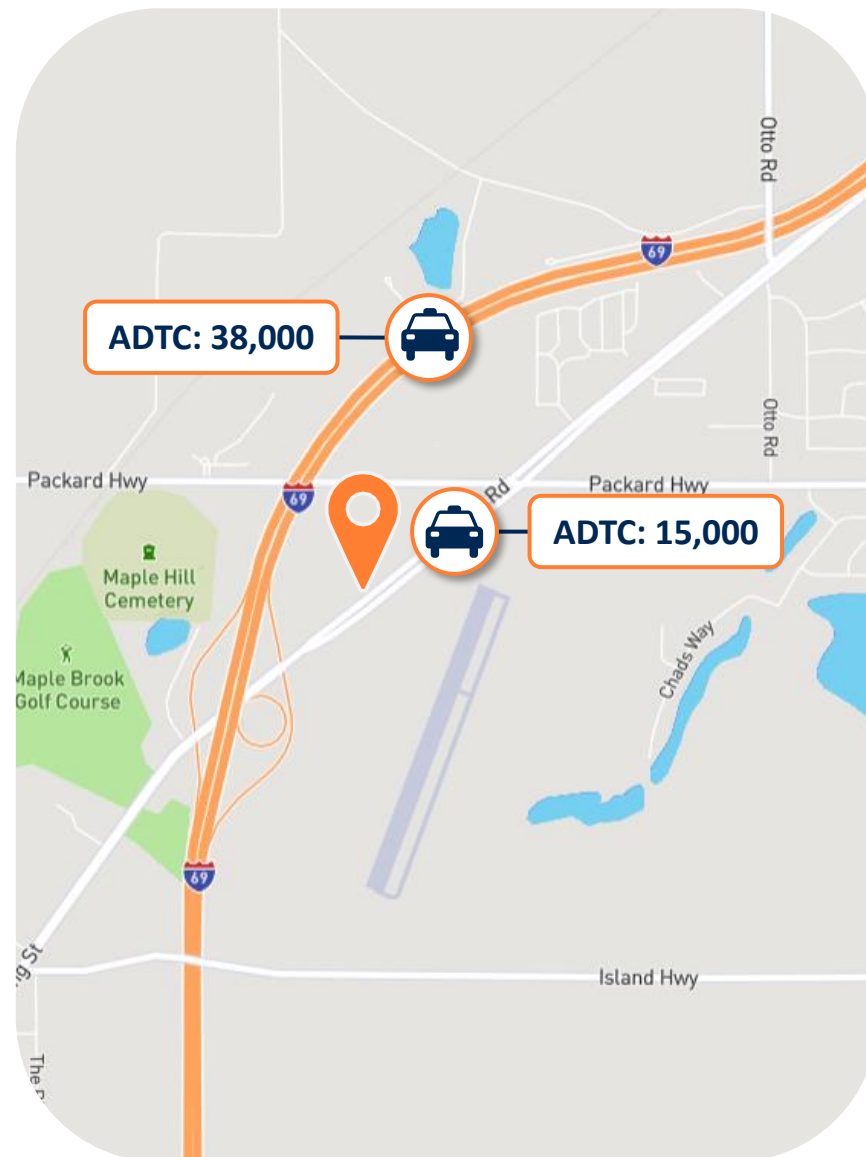 Otto Rd
69
ADTC: 38,000
Otto Rd
Packard Hwy
69
Rd
Packard Hwy
ADTC: 15,000
Maple Hill
Cemetery
Chads Way
Maple Brook
Golf Course
69
Island Hwy
The